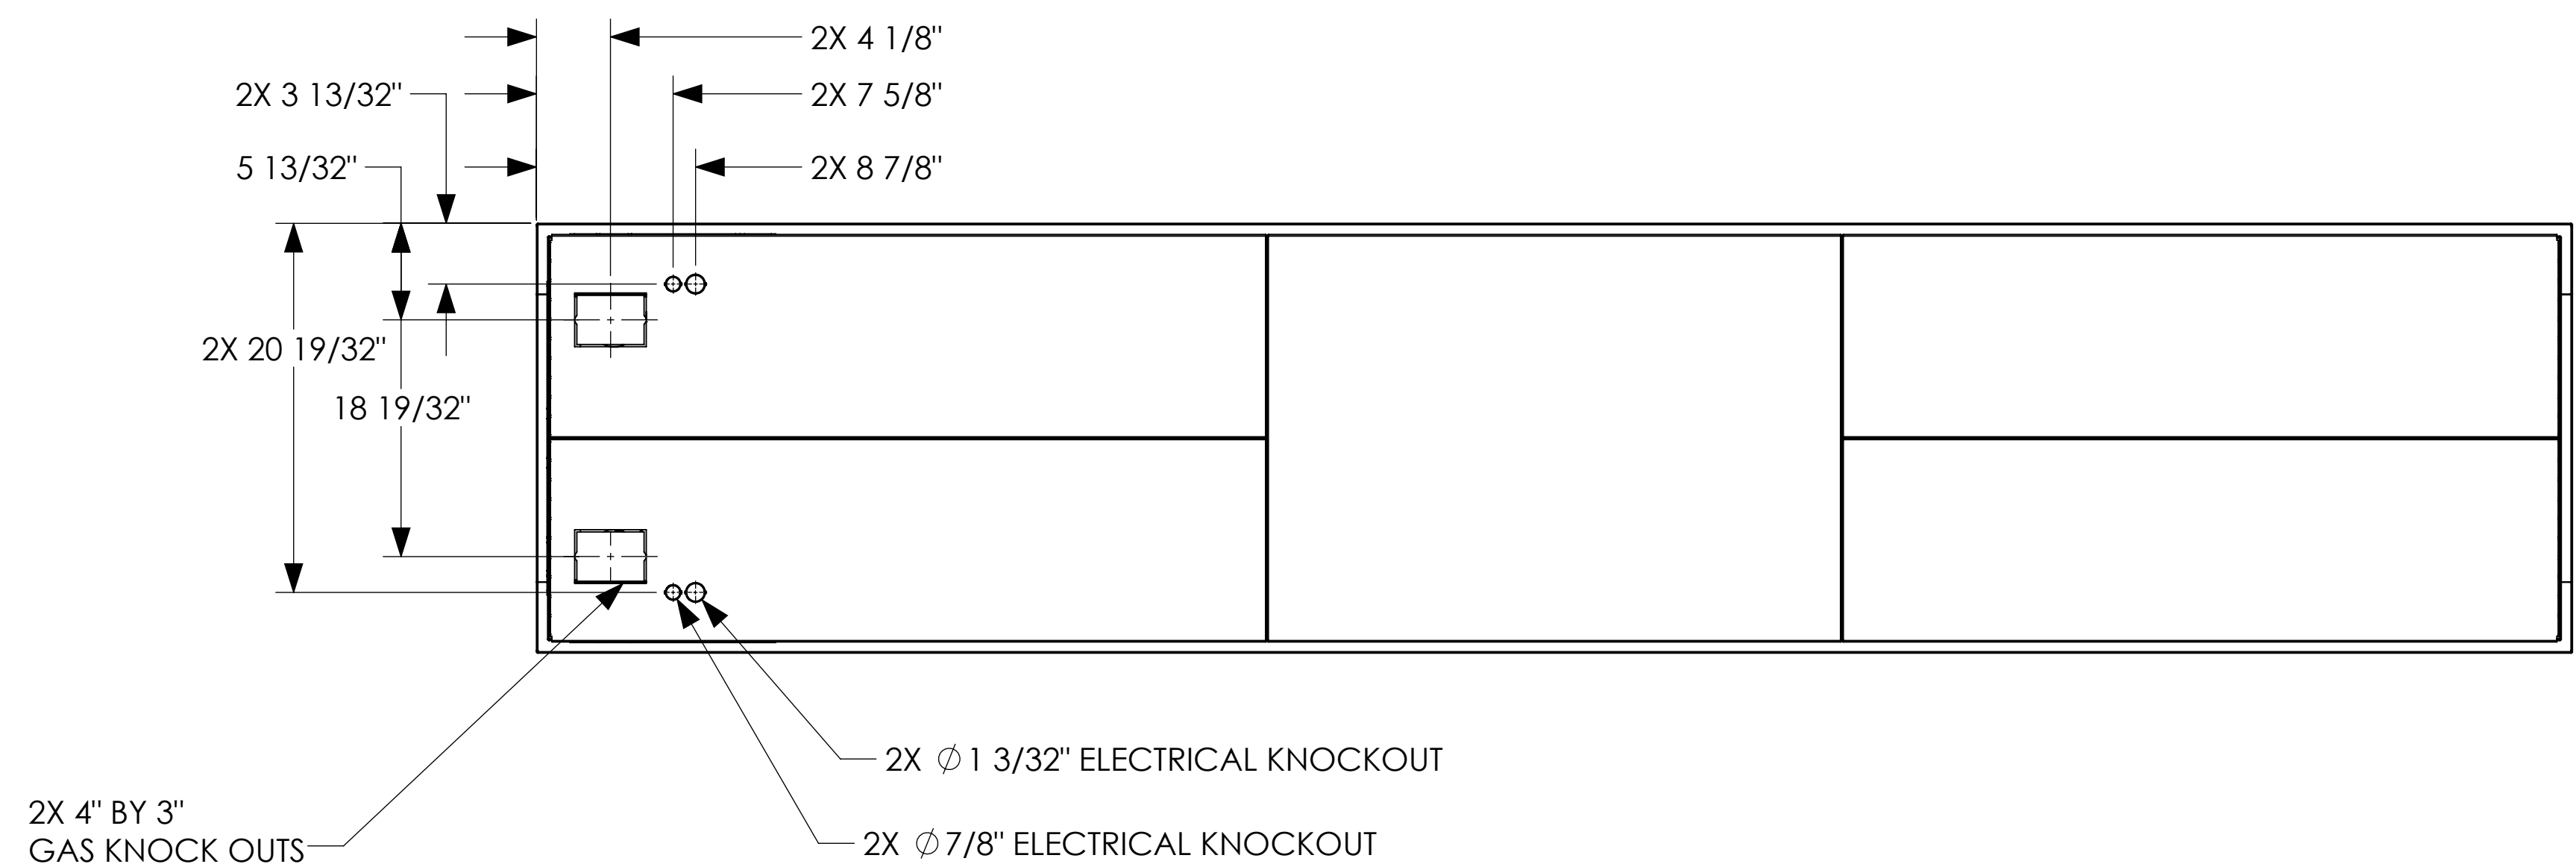 2X 4 1/8"
2X 3 13/32"
2X 7 5/8"
5 13/32"
2X 8 7/8"
2X 20 19/32"
18 19/32"
2X ∅1 3/32" ELECTRICAL KNOCKOUT
2X 4" BY 3"
GAS KNOCK OUTS
2X ∅7/8" ELECTRICAL KNOCKOUT